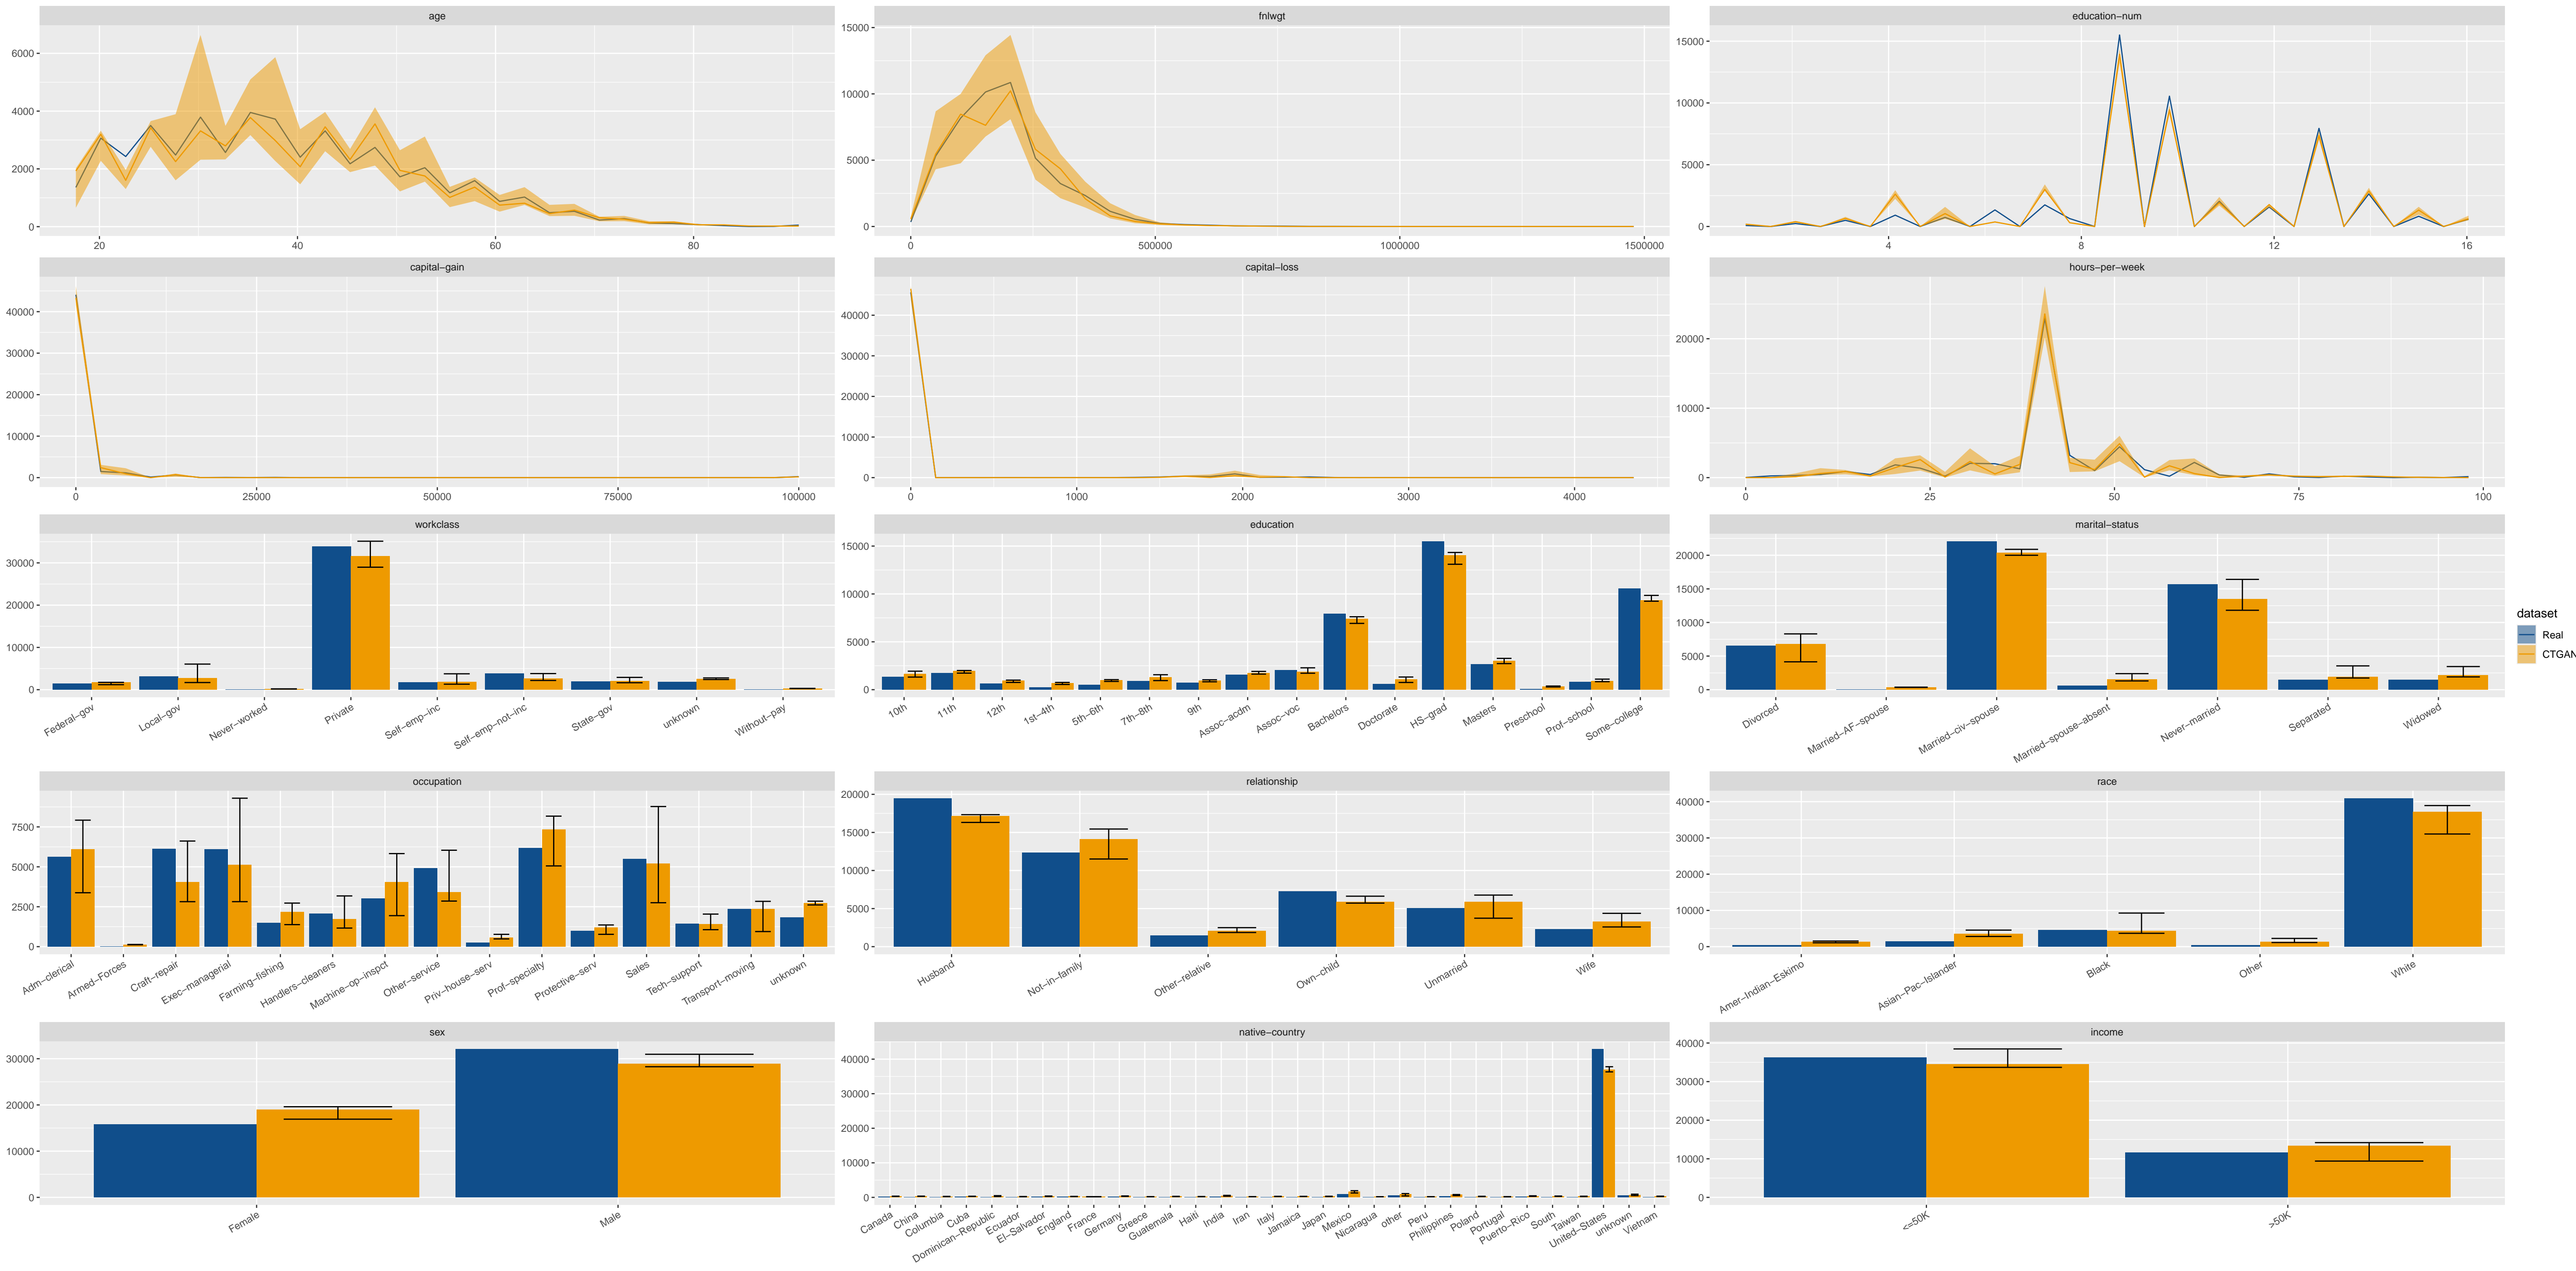 age
fnlwgt
education−num
6000
4000
2000
0
20
40
60
80
15000
10000
5000
0
0
500000
1000000
1500000
15000
10000
5000
0
4
8
12
16
capital−gain
capital−loss
hours−per−week
40000
30000
20000
10000
0
0
25000
50000
75000
100000
40000
30000
20000
10000
0
0
1000
2000
3000
4000
20000
10000
0
0
25
50
75
100
workclass
education
marital−status
30000
20000
10000
0
Federal−gov
Local−gov
Never−worked
Private
Self−emp−inc
Self−emp−not−inc
State−gov
unknown
Without−pay
15000
10000
5000
0
10th
11th
12th
1st−4th
5th−6th
7th−8th
9th
Assoc−acdm
Assoc−voc
Bachelors
Doctorate
HS−grad
Masters
Preschool
Prof−school
Some−college
20000
15000
10000
5000
0
Divorced
Married−AF−spouse
Married−civ−spouse
Married−spouse−absent
Never−married
Separated
Widowed
dataset
Real
CTGAN
occupation
relationship
race
7500
5000
2500
0
Adm−clerical
Armed−Forces
Craft−repair
Exec−managerial
Farming−fishing
Handlers−cleaners
Machine−op−inspct
Other−service
Priv−house−serv
Prof−specialty
Protective−serv
Sales
Tech−support
Transport−moving
unknown
20000
15000
10000
5000
0
Husband
Not−in−family
Other−relative
Own−child
Unmarried
Wife
40000
30000
20000
10000
0
Amer−Indian−Eskimo
Asian−Pac−Islander
Black
Other
White
sex
native−country
income
30000
20000
10000
0
Female
Male
40000
30000
20000
10000
0
Canada
China
Columbia
Cuba
Dominican−Republic
Ecuador
El−Salvador
England
France
Germany
Greece
Guatemala
Haiti
India
Iran
Italy
Jamaica
Japan
Mexico
Nicaragua
other
Peru
Philippines
Poland
Portugal
Puerto−Rico
South
Taiwan
United−States
unknown
Vietnam
40000
30000
20000
10000
0
<=50K
>50K